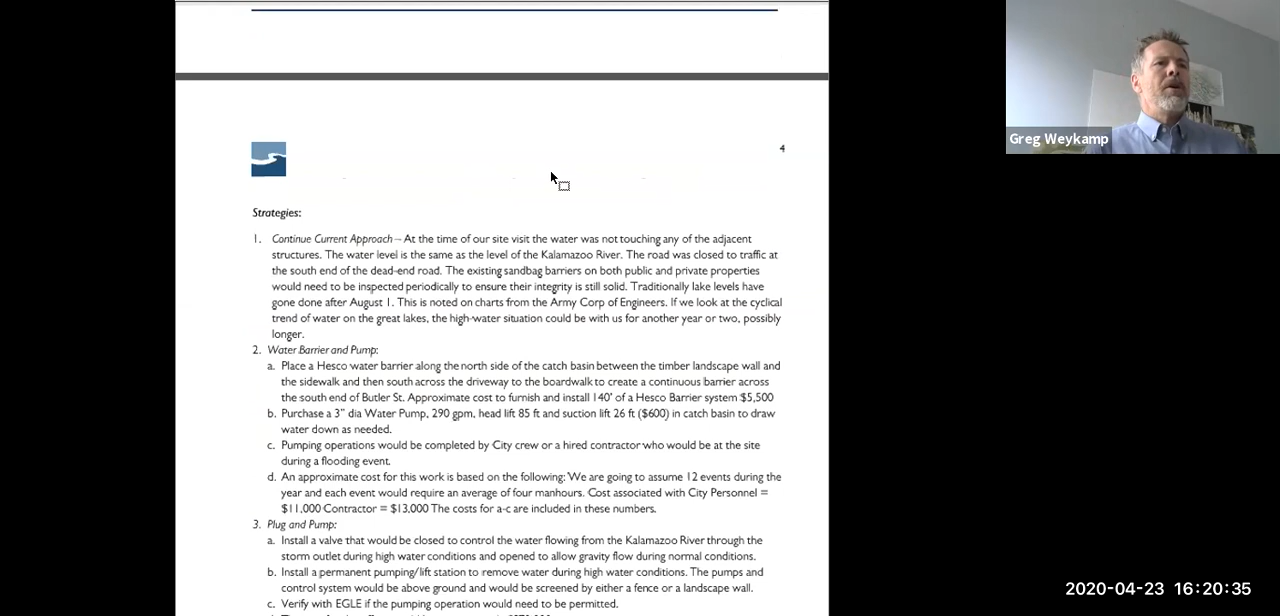 4
Greg Weykamp
Strategies:
1. Continue Current Approach – At the time of our site visit the water was not touching any of the adjacent
structures. The water level is the same as the level of the Kalamazoo River. The road was closed to traffic at
the south end of the dead-end road. The existing sandbag barriers on both public and private properties
would need to be inspected periodically to ensure their integrity is still solid. Traditionally lake levels have
gone done after August 1. This is noted on charts from the Army Corp of Engineers. If we look at the cyclical
trend of water on the great lakes, the high-water situation could be with us for another year or two, possibly
longer.
2. Water Barrier and Pump:
a. Place a Hesco water barrier along the north side of the catch basin between the timber landscape wall and
the sidewalk and then south across the driveway to the boardwalk to create a continuous barrier across
the south end of Butler St. Approximate cost to furnish and install 140' of a Hesco Barrier system $5,500
b. Purchase a 3" dia Water Pump, 290 gpm, head lift 85 ft and suction lift 26 ft ($600) in catch basin to draw
water down as needed.
c. Pumping operations would be completed by City crew or a hired contractor who would be at the site
during a flooding event.
d. An approximate cost for this work is based on the following: We are going to assume 12 events during the
year and each event would require an average of four manhours. Cost associated with City Personnel =
$11,000 Contractor = $13,000 The costs for a-c are included in these numbers.
3. Plug and Pump:
a. Install a valve that would be closed to control the water flowing from the Kalamazoo River through the
storm outlet during high water conditions and opened to allow gravity flow during normal conditions.
b. Install a permanent pumping/lift station to remove water during high water conditions. The pumps and
control system would be above ground and would be screened by either a fence or a landscape wall.
c. Verify with EGLE if the pumping operation would need to be permitted.
2020-04-23 16:20:35